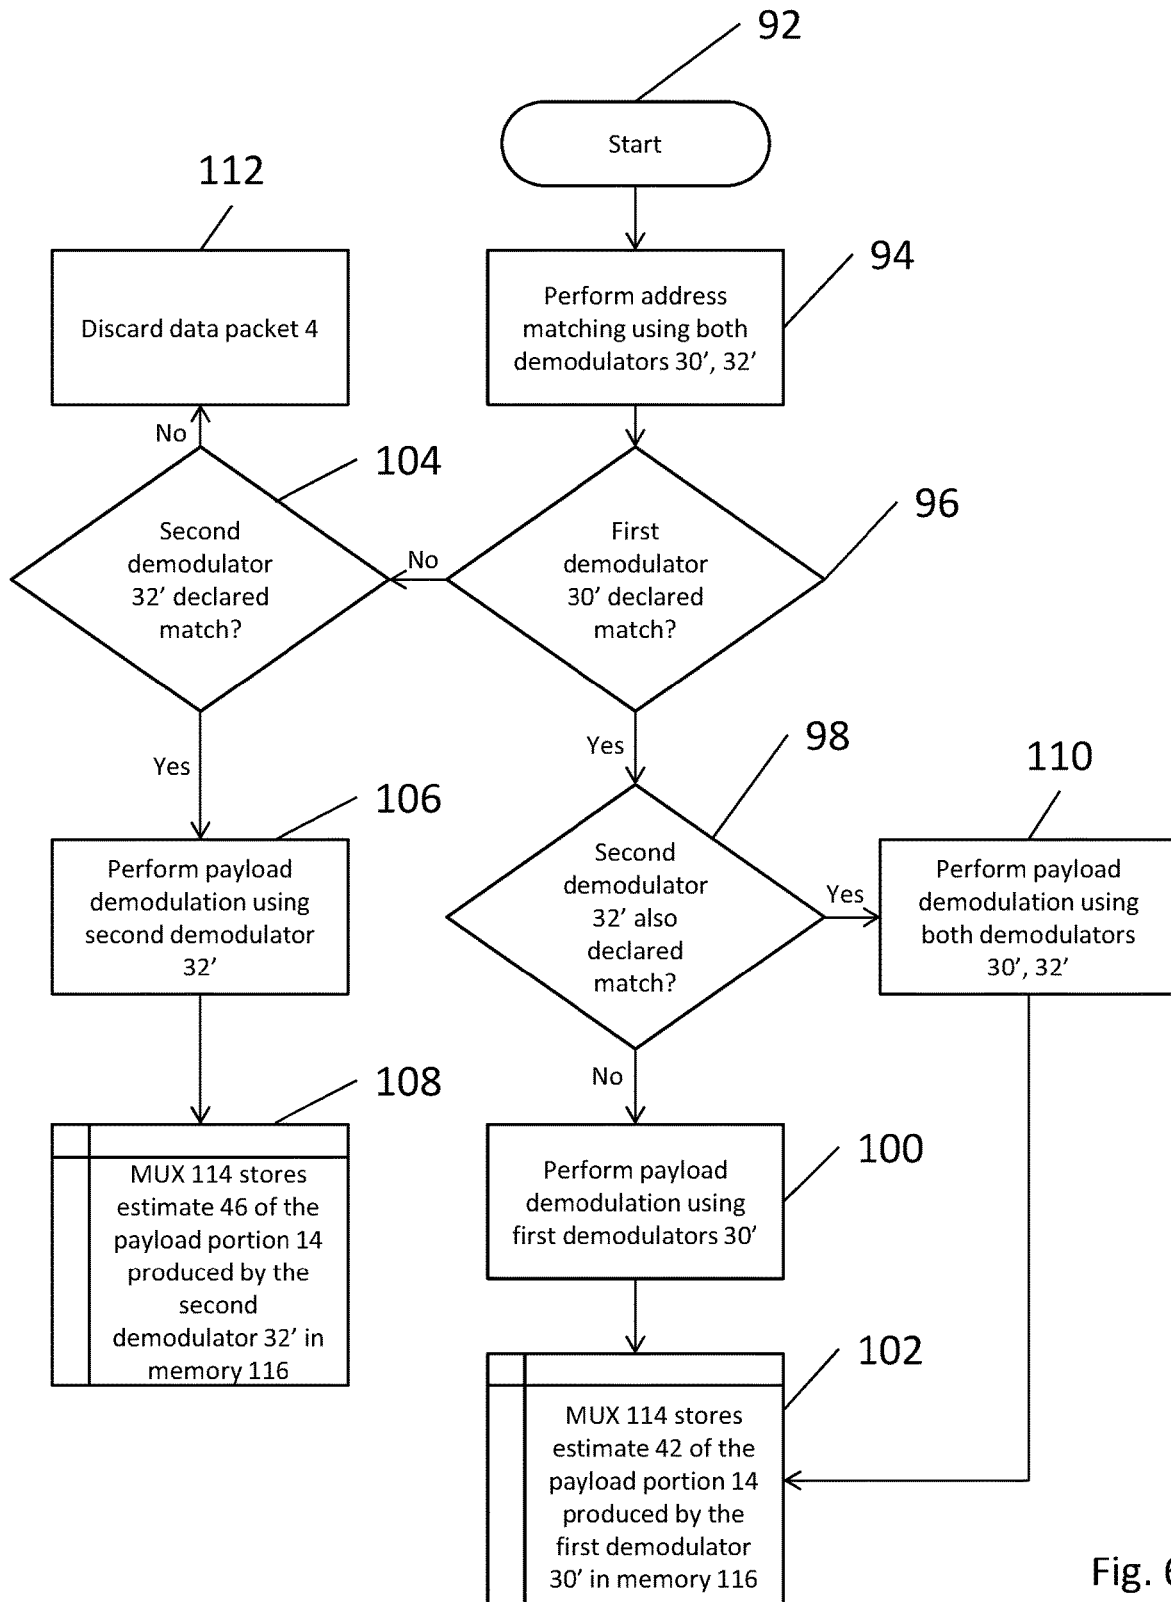 92
Start
112
94
Perform address
matching using both
demodulators 30', 32'
Discard data packet 4
No
104
96
Second
demodulator
32' declared
match?
No
First
demodulator
30' declared
match?
Yes
Yes
98
110
106
Perform payload
demodulation using
second demodulator
32'
Second
demodulator
32' also
declared
match?
Yes
Perform payload
demodulation using
both demodulators
30', 32'
No
108
MUX 114 stores
estimate 46 of the
payload portion 14
produced by the
second
demodulator 32' in
memory 116
100
Perform payload
demodulation using
first demodulators 30'
102
MUX 114 stores
estimate 42 of the
payload portion 14
produced by the
first demodulator
30' in memory 116
Fig. 6